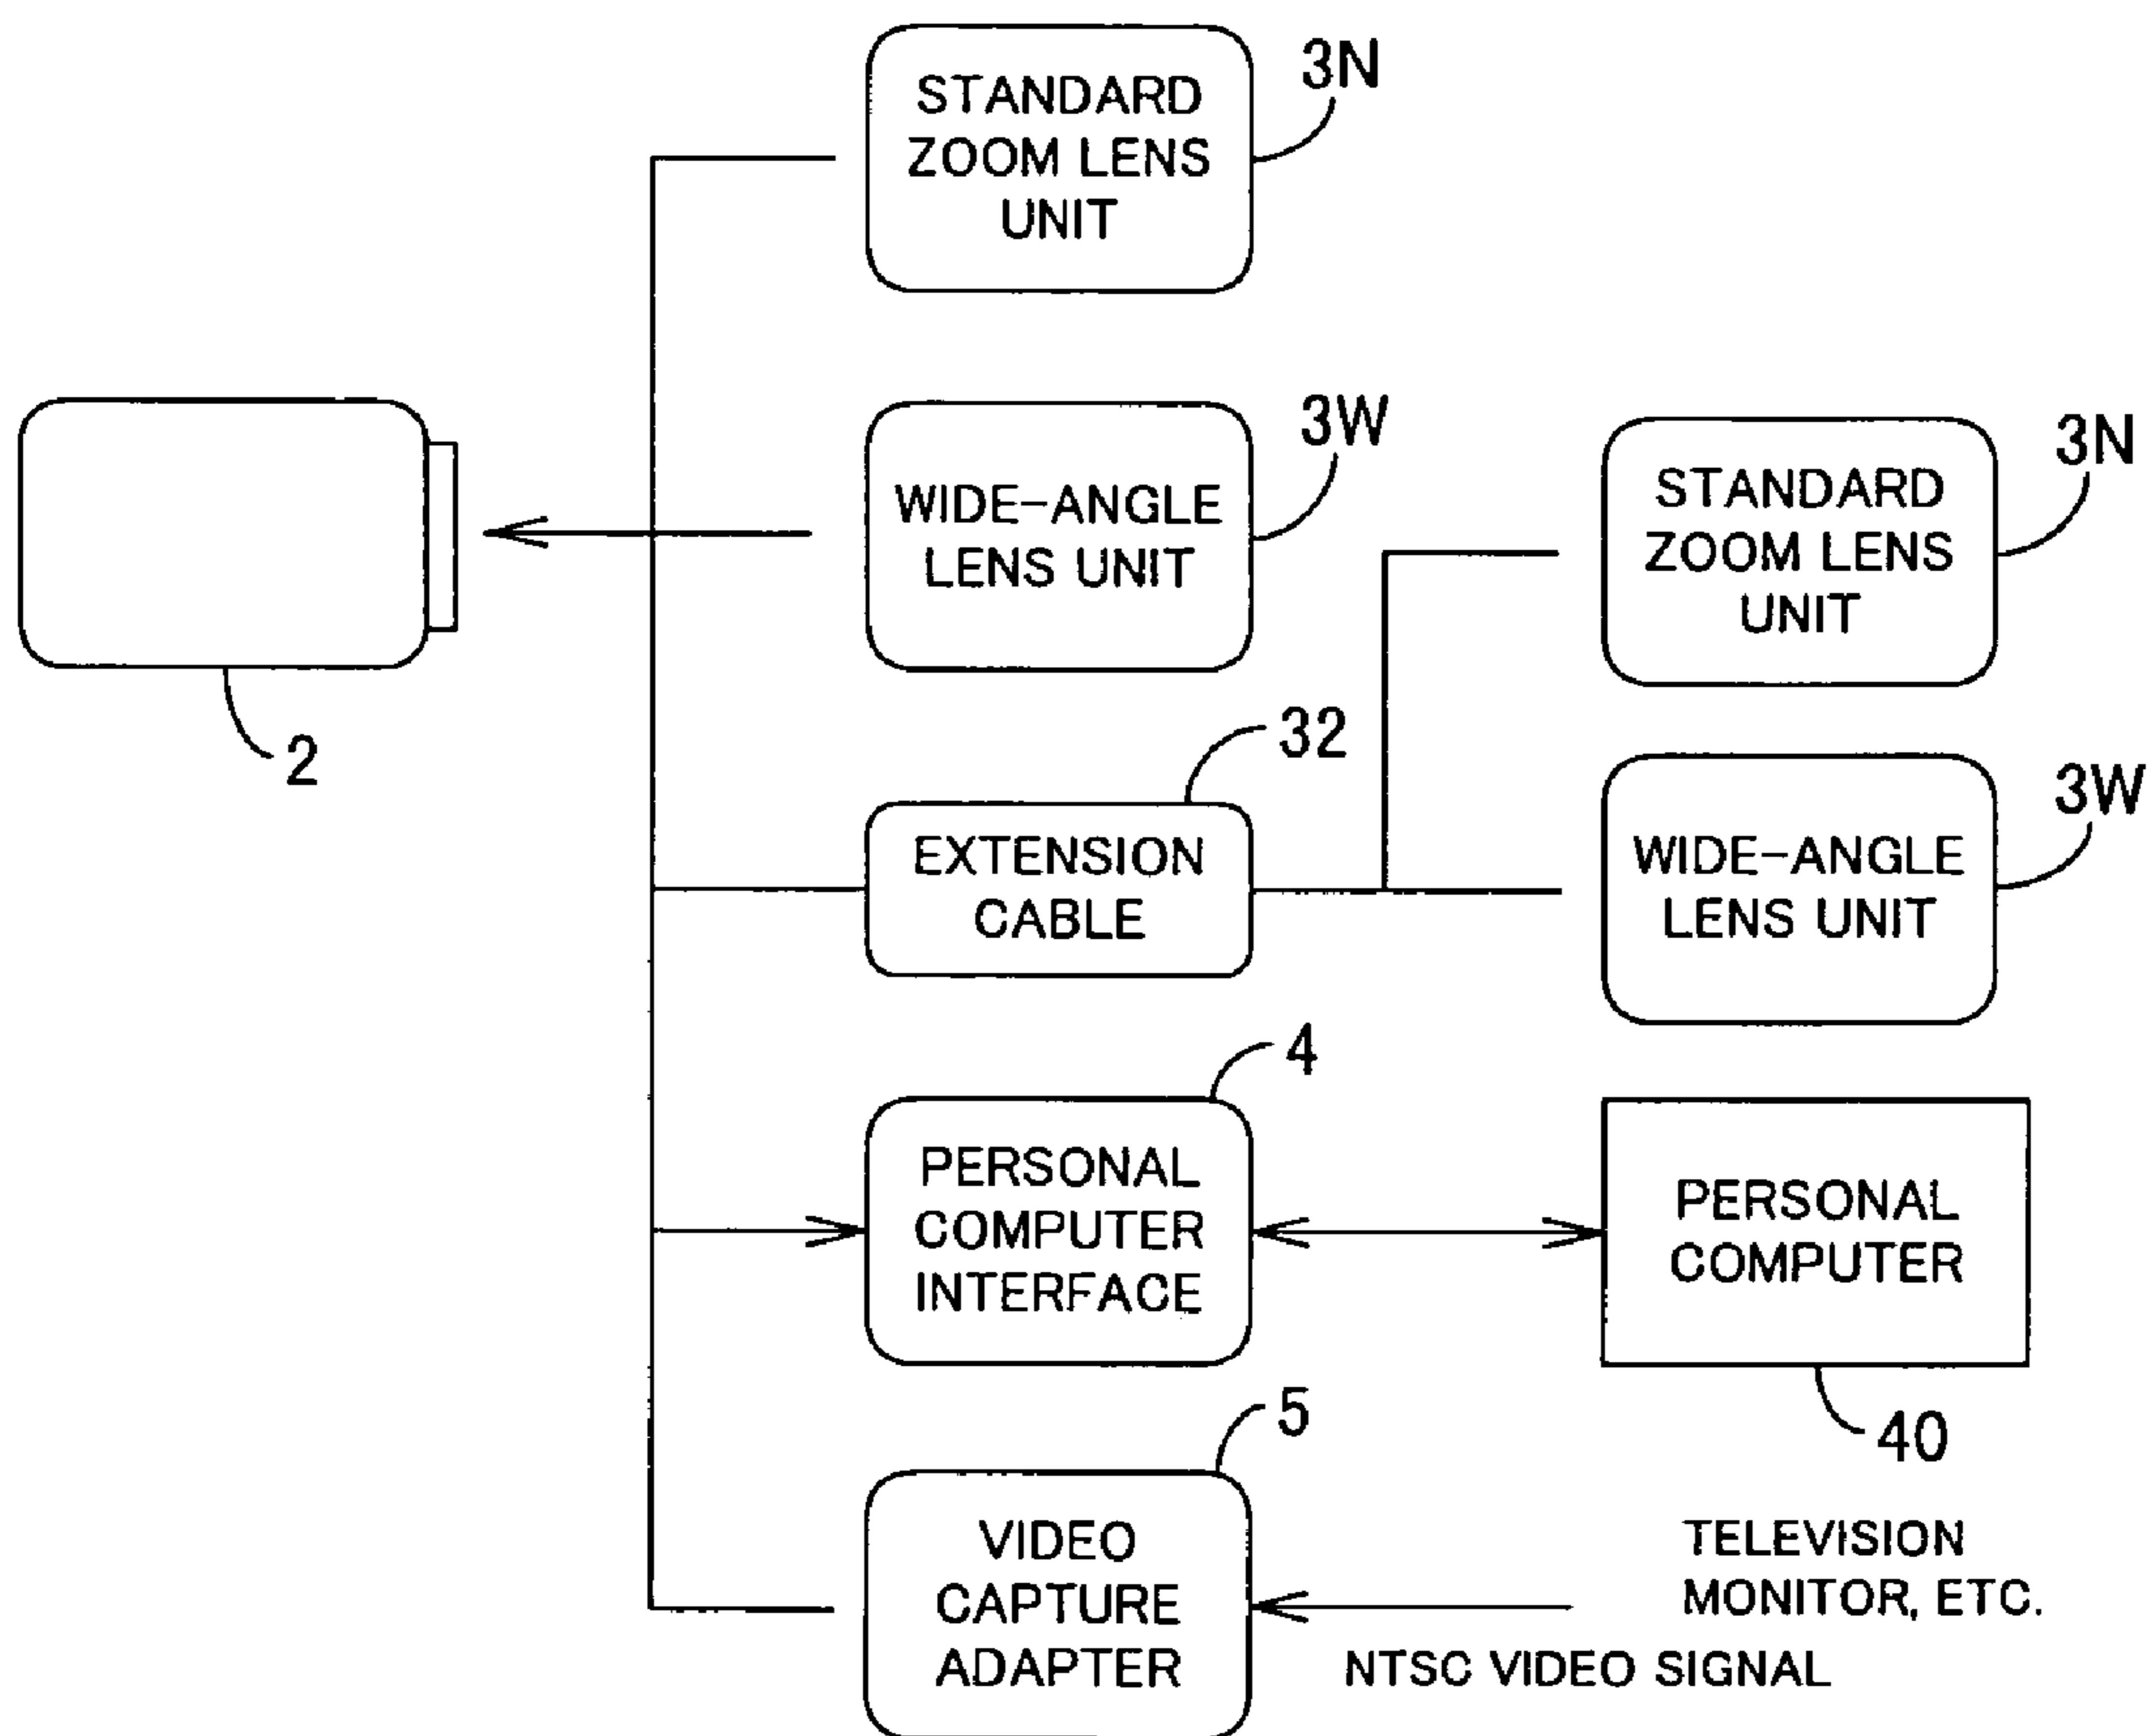 STANDARD
ZOOM LENS
UNIT
3N
WIDE-ANGLE
LENS UNIT
3W
STANDARD
ZOOM LENS
UNIT
3N
2
32
EXTENSION
CABLE
WIDE-ANGLE
LENS UNIT
3W
4
PERSONAL
COMPUTER
INTERFACE
PERSONAL
COMPUTER
40
5
VIDEO
CAPTURE
ADAPTER
TELEVISION
MONITOR, ETC.
NTSC VIDEO SIGNAL